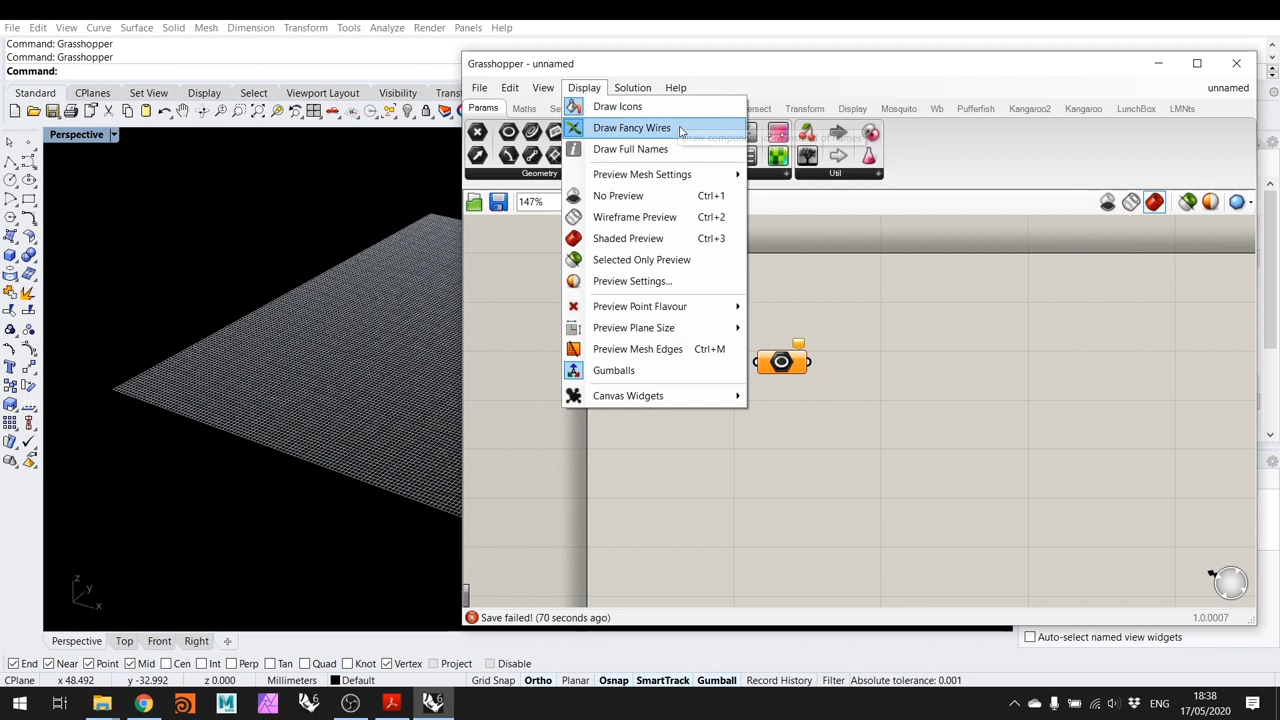 File Edit View Curve Surface Solid Mesh Dimension Transform Tools Analyze Render Panels Help
Command: Grasshopper
Command: Grasshopper
Command:
Standard CPlanes Set View Display Select Viewport Layout Visibility
Perspective
Grasshopper - unnamed
File Edit View Display Solution Help
unnamed
Params Maths
Transform Display Mosquito Wb Pufferfish Kangaroo2 Kangaroo LunchBox LMNts
Geometry
Util
147%
Draw Icons
Draw Fancy Wires
Draw Full Names
Preview Mesh Settings
No Preview Ctrl+1
Wireframe Preview Ctrl+2
Shaded Preview Ctrl+3
Selected Only Preview
Preview Settings...
Preview Point Flavour
Preview Plane Size
Preview Mesh Edges Ctrl+M
Gumballs
Canvas Widgets
z
y
x
Save failed! (70 seconds ago)
1.0.0007
Auto-select named view widgets
Perspective Top Front Right
End Near Point Mid Cen Int Perp Tan Quad Knot Vertex Project Disable
CPlane x 48.492 y -32.992 z 0.000 Millimeters Default Grid Snap Ortho Planar Osnap SmartTrack Gumball Record History Filter Absolute tolerance: 0.001
ENG
18:38
17/05/2020